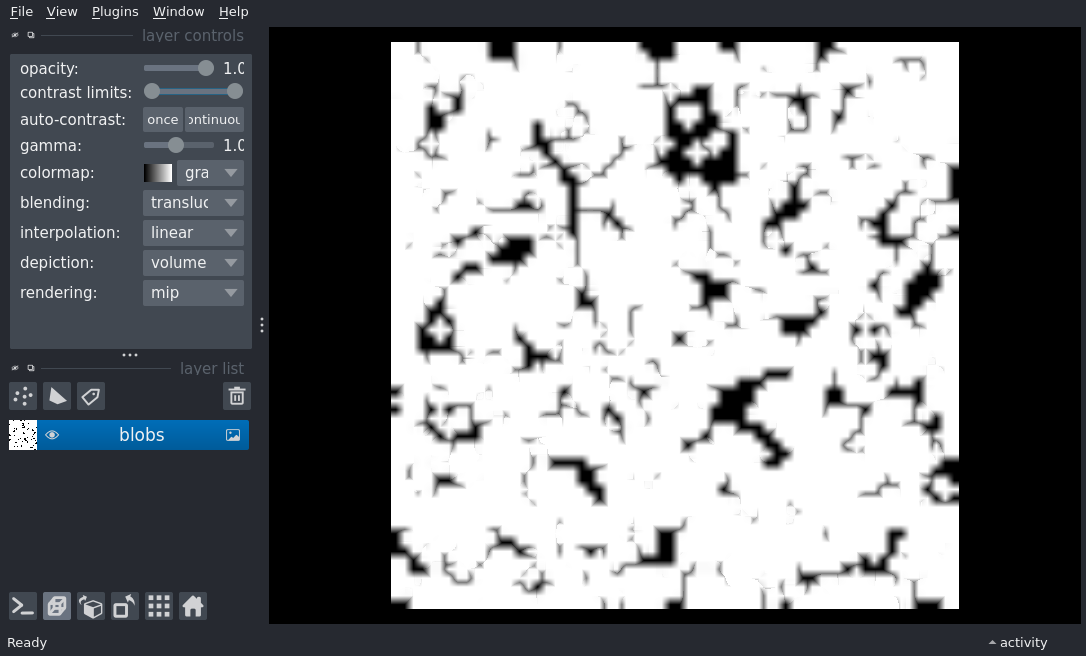 File View Plugins Window Help
layer controls
opacity: 1.0
contrast limits:
auto-contrast: once ontinuou
gamma: 1.0
colormap: gra
blending: transluc
interpolation: linear
depiction: volume
rendering: mip
layer list
blobs
Ready activity